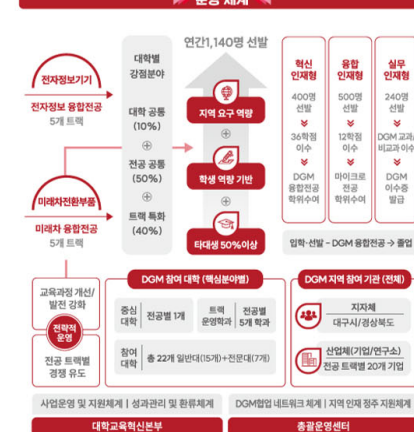 운영 체계
연간1,140명 선발
전자정보기기
전자정보 융합전공
5개 트랙
미래차전환부품
미래차 융합전공
5개 트랙
대학별
강점분야
대학 공통
(10%)
⊕
전공 공통
(50%)
⊕
트랙 특화
(40%)
지역 요구 역량
⊕
학생 역량 기반
⊕
타대생 50%이상
혁신
인재형
400명
선발
36학점
이수
DGM
융합전공
학위수여
융합
인재형
500명
선발
12학점
이수
마이크로
전공
학위수여
실무
인재형
240명
선발
DGM 교과/
비교과 이수
DGM
이수증
발급
입학·선발 – DGM 융합전공 → 졸업
교육과정 개선/
발전 강화
전략적
운영
전공 트랙별
경쟁 유도
DGM 참여 대학 (핵심분야별)
중심
대학
전공별 1개
트랙
운영학과
전공별
5개 학과
참여
대학
총 22개 일반대(15개)+전문대(7개)
DGM 지역 참여 기관 (전체)
지자체
대구시/경상북도
산업체(기업/연구소)
전공 트랙별 20개 기업
사업운영 및 지원체계 | 성과관리 및 환류체계
DGM협업 네트워크 체계 | 지역 인재 정주 지원체계
대학교육혁신본부
총괄운영센터